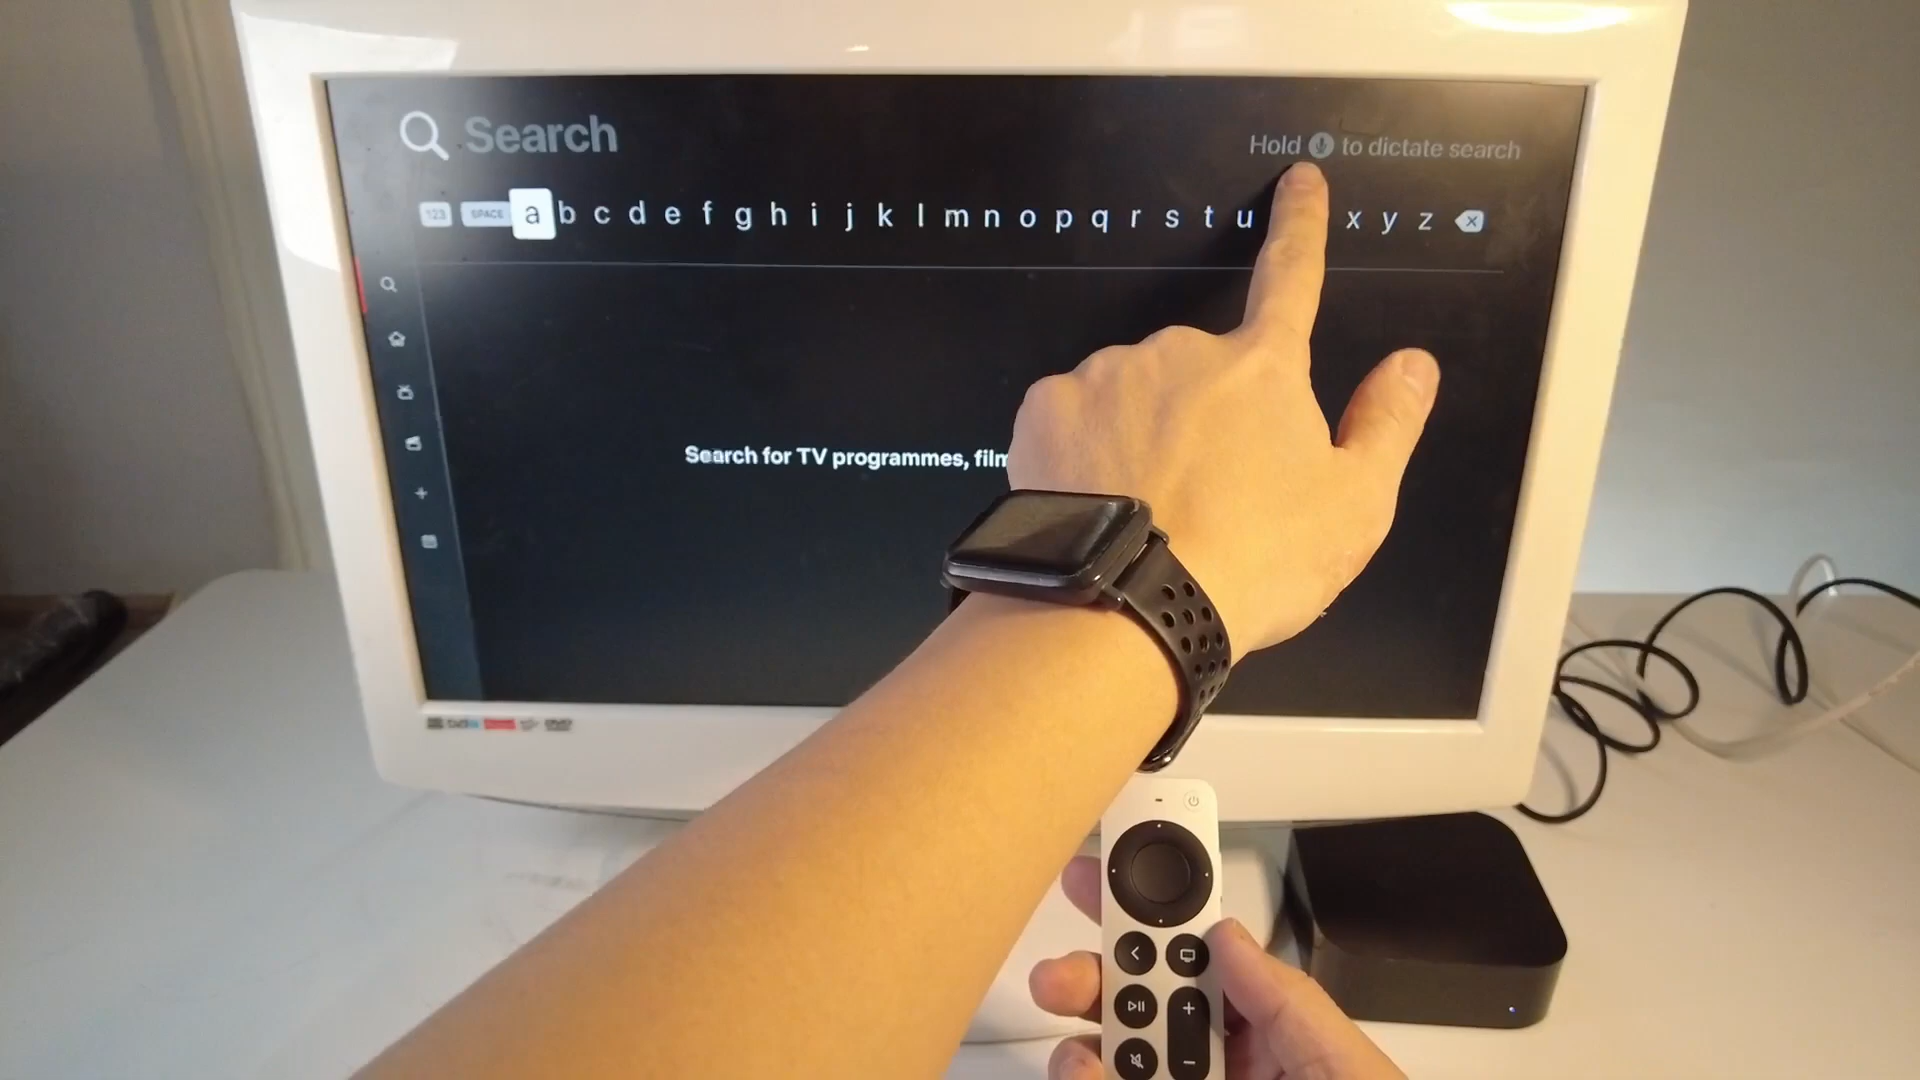 Search
Hold to dictate search
123 SPACE a b c d e f g h i j k l m n o p q r s t u x y z
Search for TV programmes, film